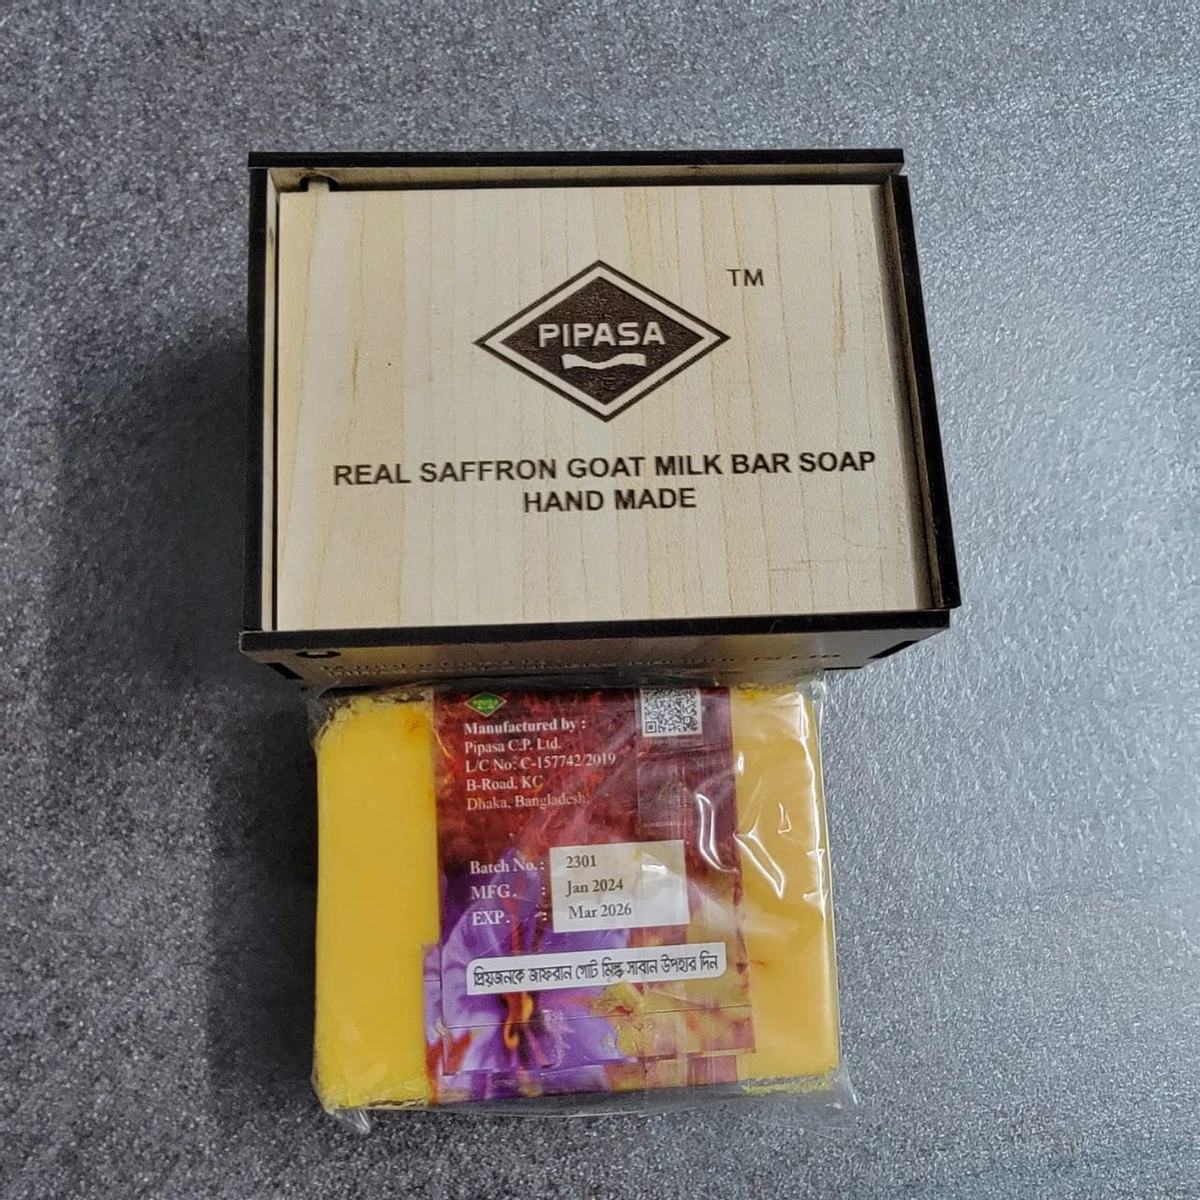 TM
PIPASA
REAL SAFFRON GOAT MILK BAR SOAP
HAND MADE
PIPASA
Manufactured by :
Pipasa C.P. Ltd.
L/C No: C-157742/2019
B-Road, KC
Dhaka, Bangladesh.
Batch No. : 2301
MFG. : Jan 2024
EXP. : Mar 2026
প্রিয়জনকে জাফরান গোট মিল্ক সাবান উপহার দিন